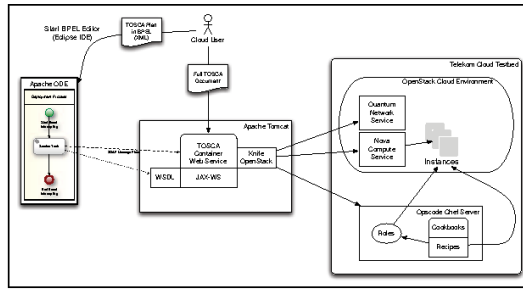 Start BPEL Editor
(Eclipse IDE)
TOSCA Plan
in BPEL
(XML)
Cloud User
Full TOSCA
Document
Telekom Cloud Testbed
OpenStack Cloud Environment
Apache ODE
Quantum
Network
Service
Nova
Compute
Service
Instances
Apache Tomcat
TOSCA
Container
Web Service
Knife
OpenStack
WSDL
JAX-WS
Opscode Chef Server
Roles
Cookbooks
Recipes